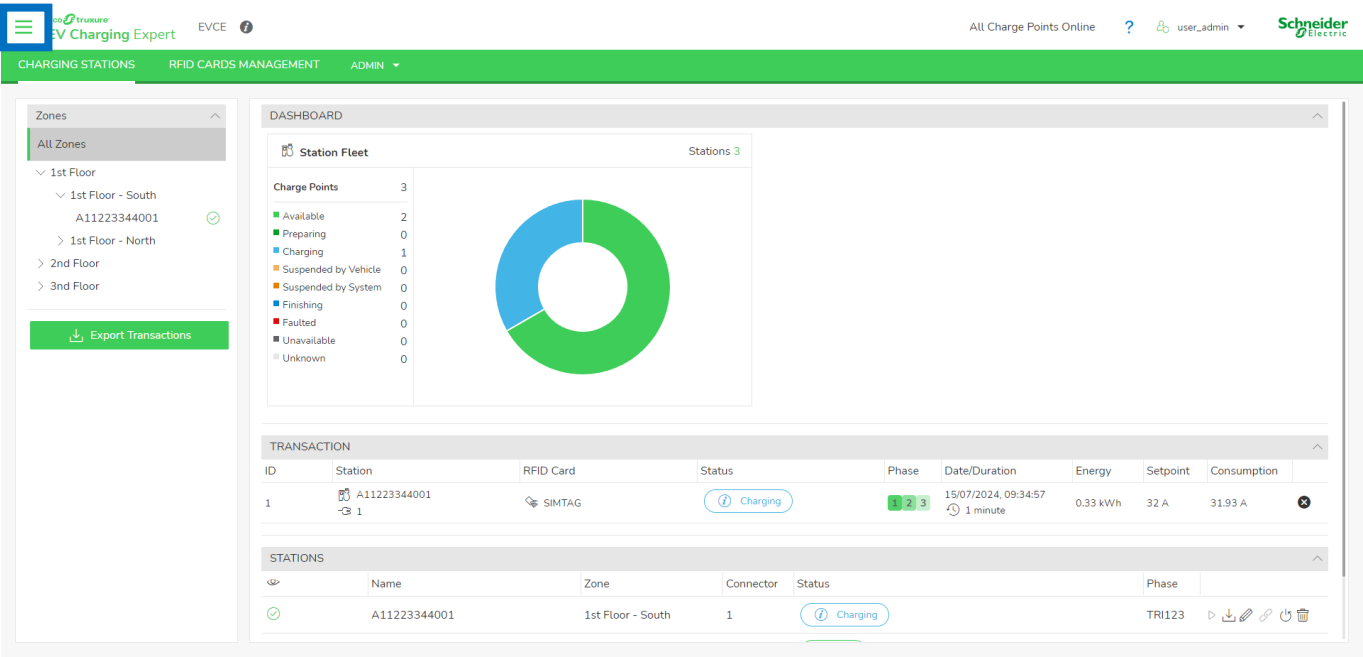 EcoStruxure
EV Charging Expert
EVCE
All Charge Points Online
?
user_admin
Schneider
Electric
CHARGING STATIONS
RFID CARDS MANAGEMENT
ADMIN
Zones
All Zones
1st Floor
1st Floor - South
A11223344001
1st Floor - North
2nd Floor
3nd Floor
Export Transactions
DASHBOARD
Station Fleet
Stations 3
Charge Points 3
Available 2
Preparing 0
Charging 1
Suspended by Vehicle 0
Suspended by System 0
Finishing 0
Faulted 0
Unavailable 0
Unknown 0
TRANSACTION
ID Station RFID Card Status Phase Date/Duration Energy Setpoint Consumption
1 A11223344001 SIMTAG Charging 1 2 3 15/07/2024, 09:34:57 0.33 kWh 32 A 31.93 A
1 1 minute
STATIONS
Name Zone Connector Status Phase
A11223344001 1st Floor - South 1 Charging TRI123